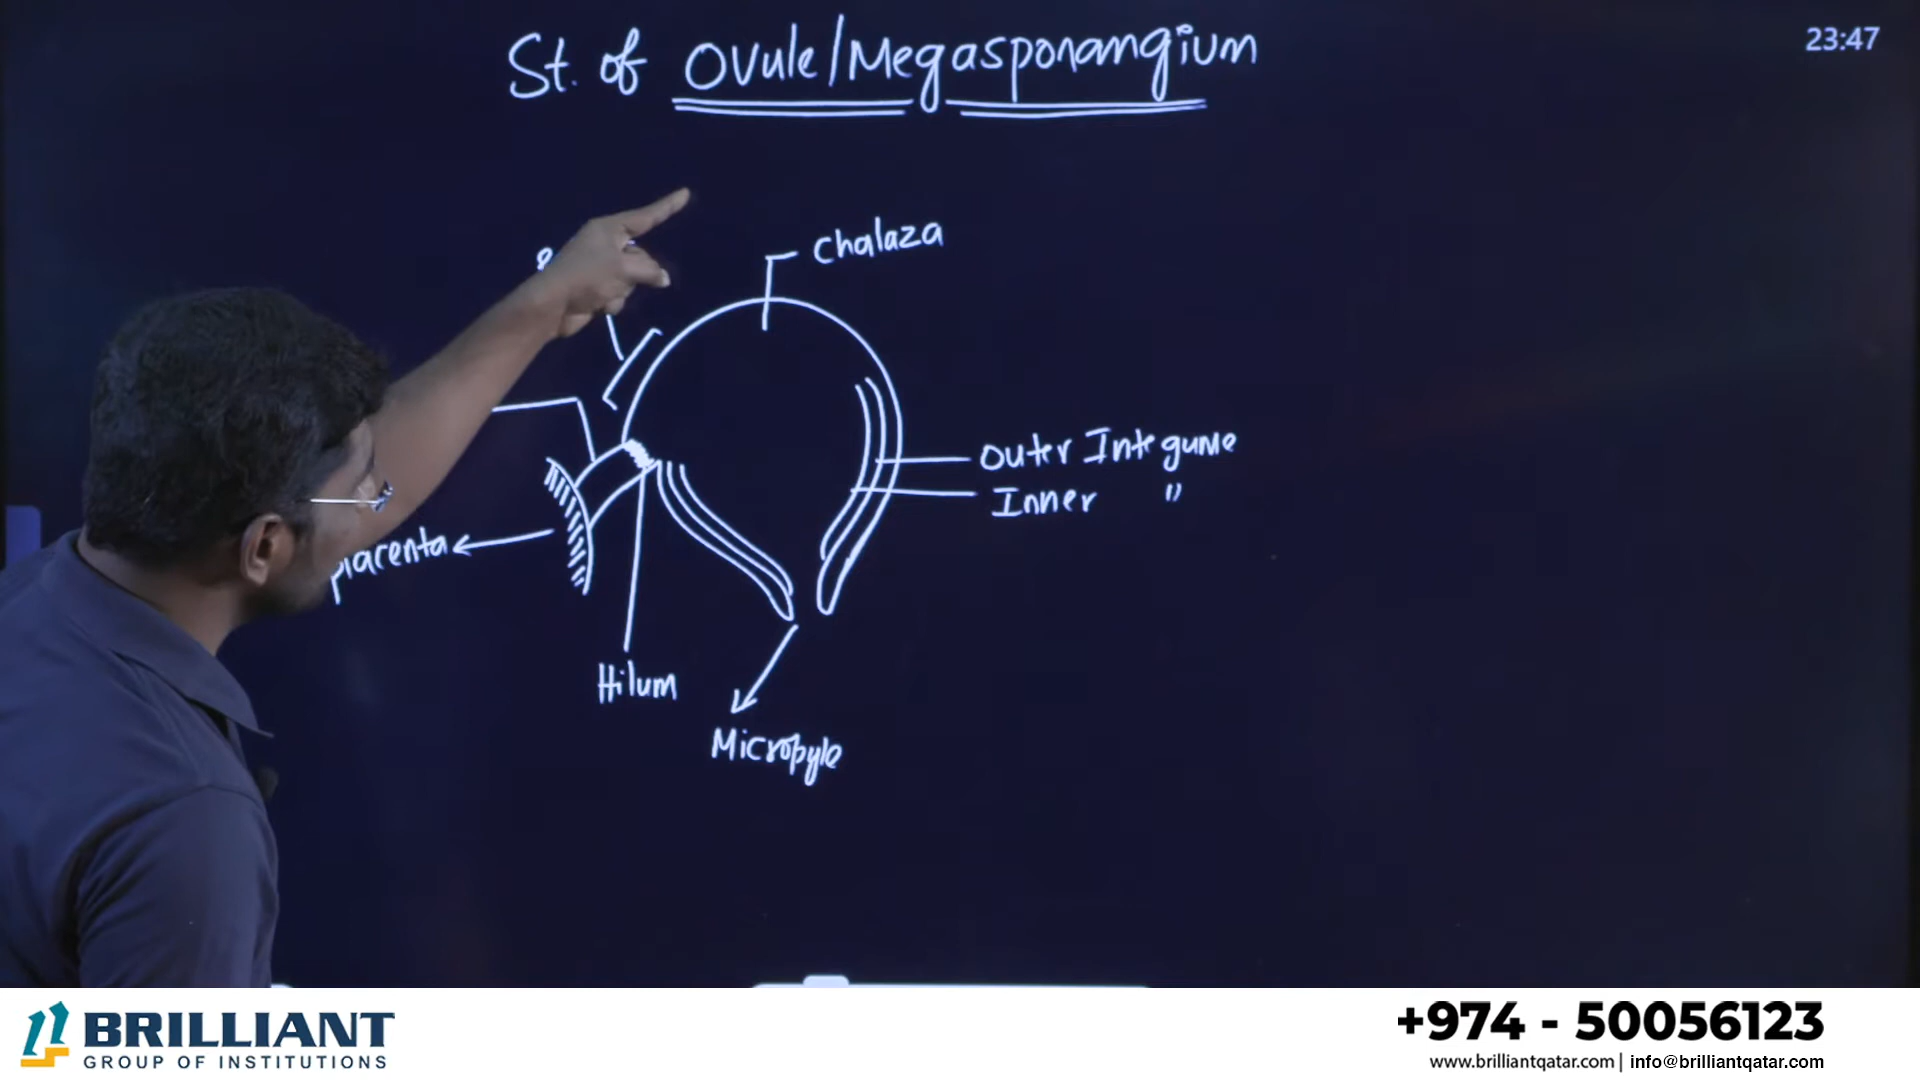 St. of Ovule/Megasporangium
23:47
Chalaza
Outer Integume
Inner "
Placenta
Hilum
Micropyle
BRILLIANT
GROUP OF INSTITUTIONS
+974 - 50056123
www.brilliantqatar.com | info@brilliantqatar.com